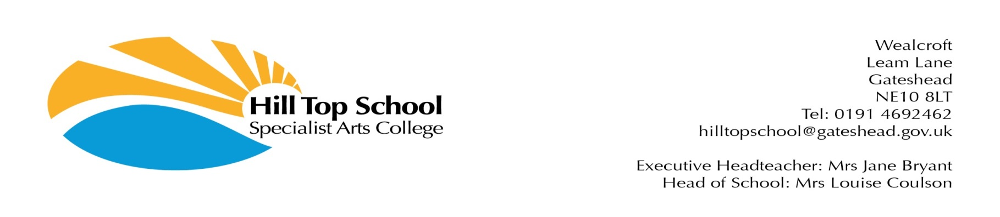 Hill Top School
Specialist Arts College
Wealcroft
Leam Lane
Gateshead
NE10 8LT
Tel: 0191 4692462
hilltopschool@gateshead.gov.uk
Executive Headteacher: Mrs Jane Bryant
Head of School: Mrs Louise Coulson